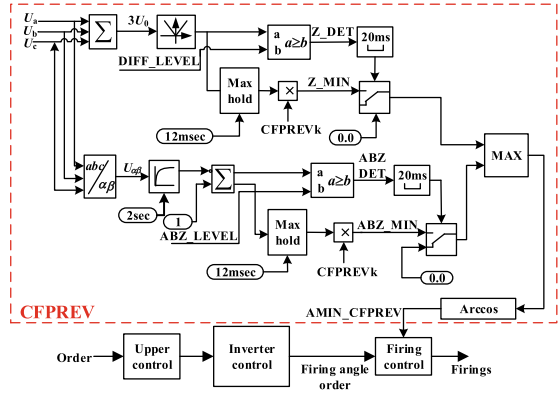 Ua
Ub
Uc
Σ
3U0
DIFF_LEVEL
a
b
a≥b
Z_DET
20ms
Max hold
12msec
×
CFPREVk
Z_MIN
0.0
MAX
abc/αβ
Uαβ
2sec
1
Σ
ABZ_LEVEL
a
b
a≥b
ABZ_DET
20ms
Max hold
12msec
×
CFPREVk
ABZ_MIN
0.0
CFPREV
AMIN_CFPREV
Arccos
Order
Upper control
Inverter control
Firing angle order
Firing control
Firings